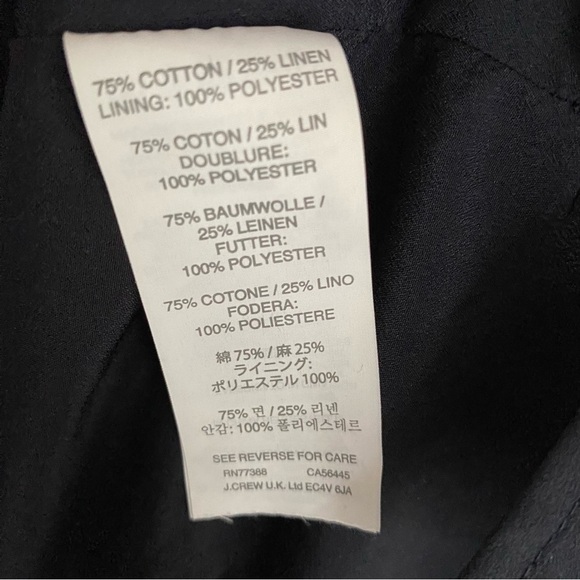 75% COTTON / 25% LINEN
LINING: 100% POLYESTER
75% COTON / 25% LIN
DOUBLURE:
100% POLYESTER
75% BAUMWOLLE /
25% LEINEN
FUTTER:
100% POLYESTER
75% COTONE / 25% LINO
FODERA:
100% POLIESTERE
綿 75% / 麻 25%
ライニング:
ポリエステル 100%
75% 면 / 25% 리넨
안감: 100% 폴리에스테르
SEE REVERSE FOR CARE
RN77388 CA56445
J.CREW U.K. Ltd EC4V 6JA